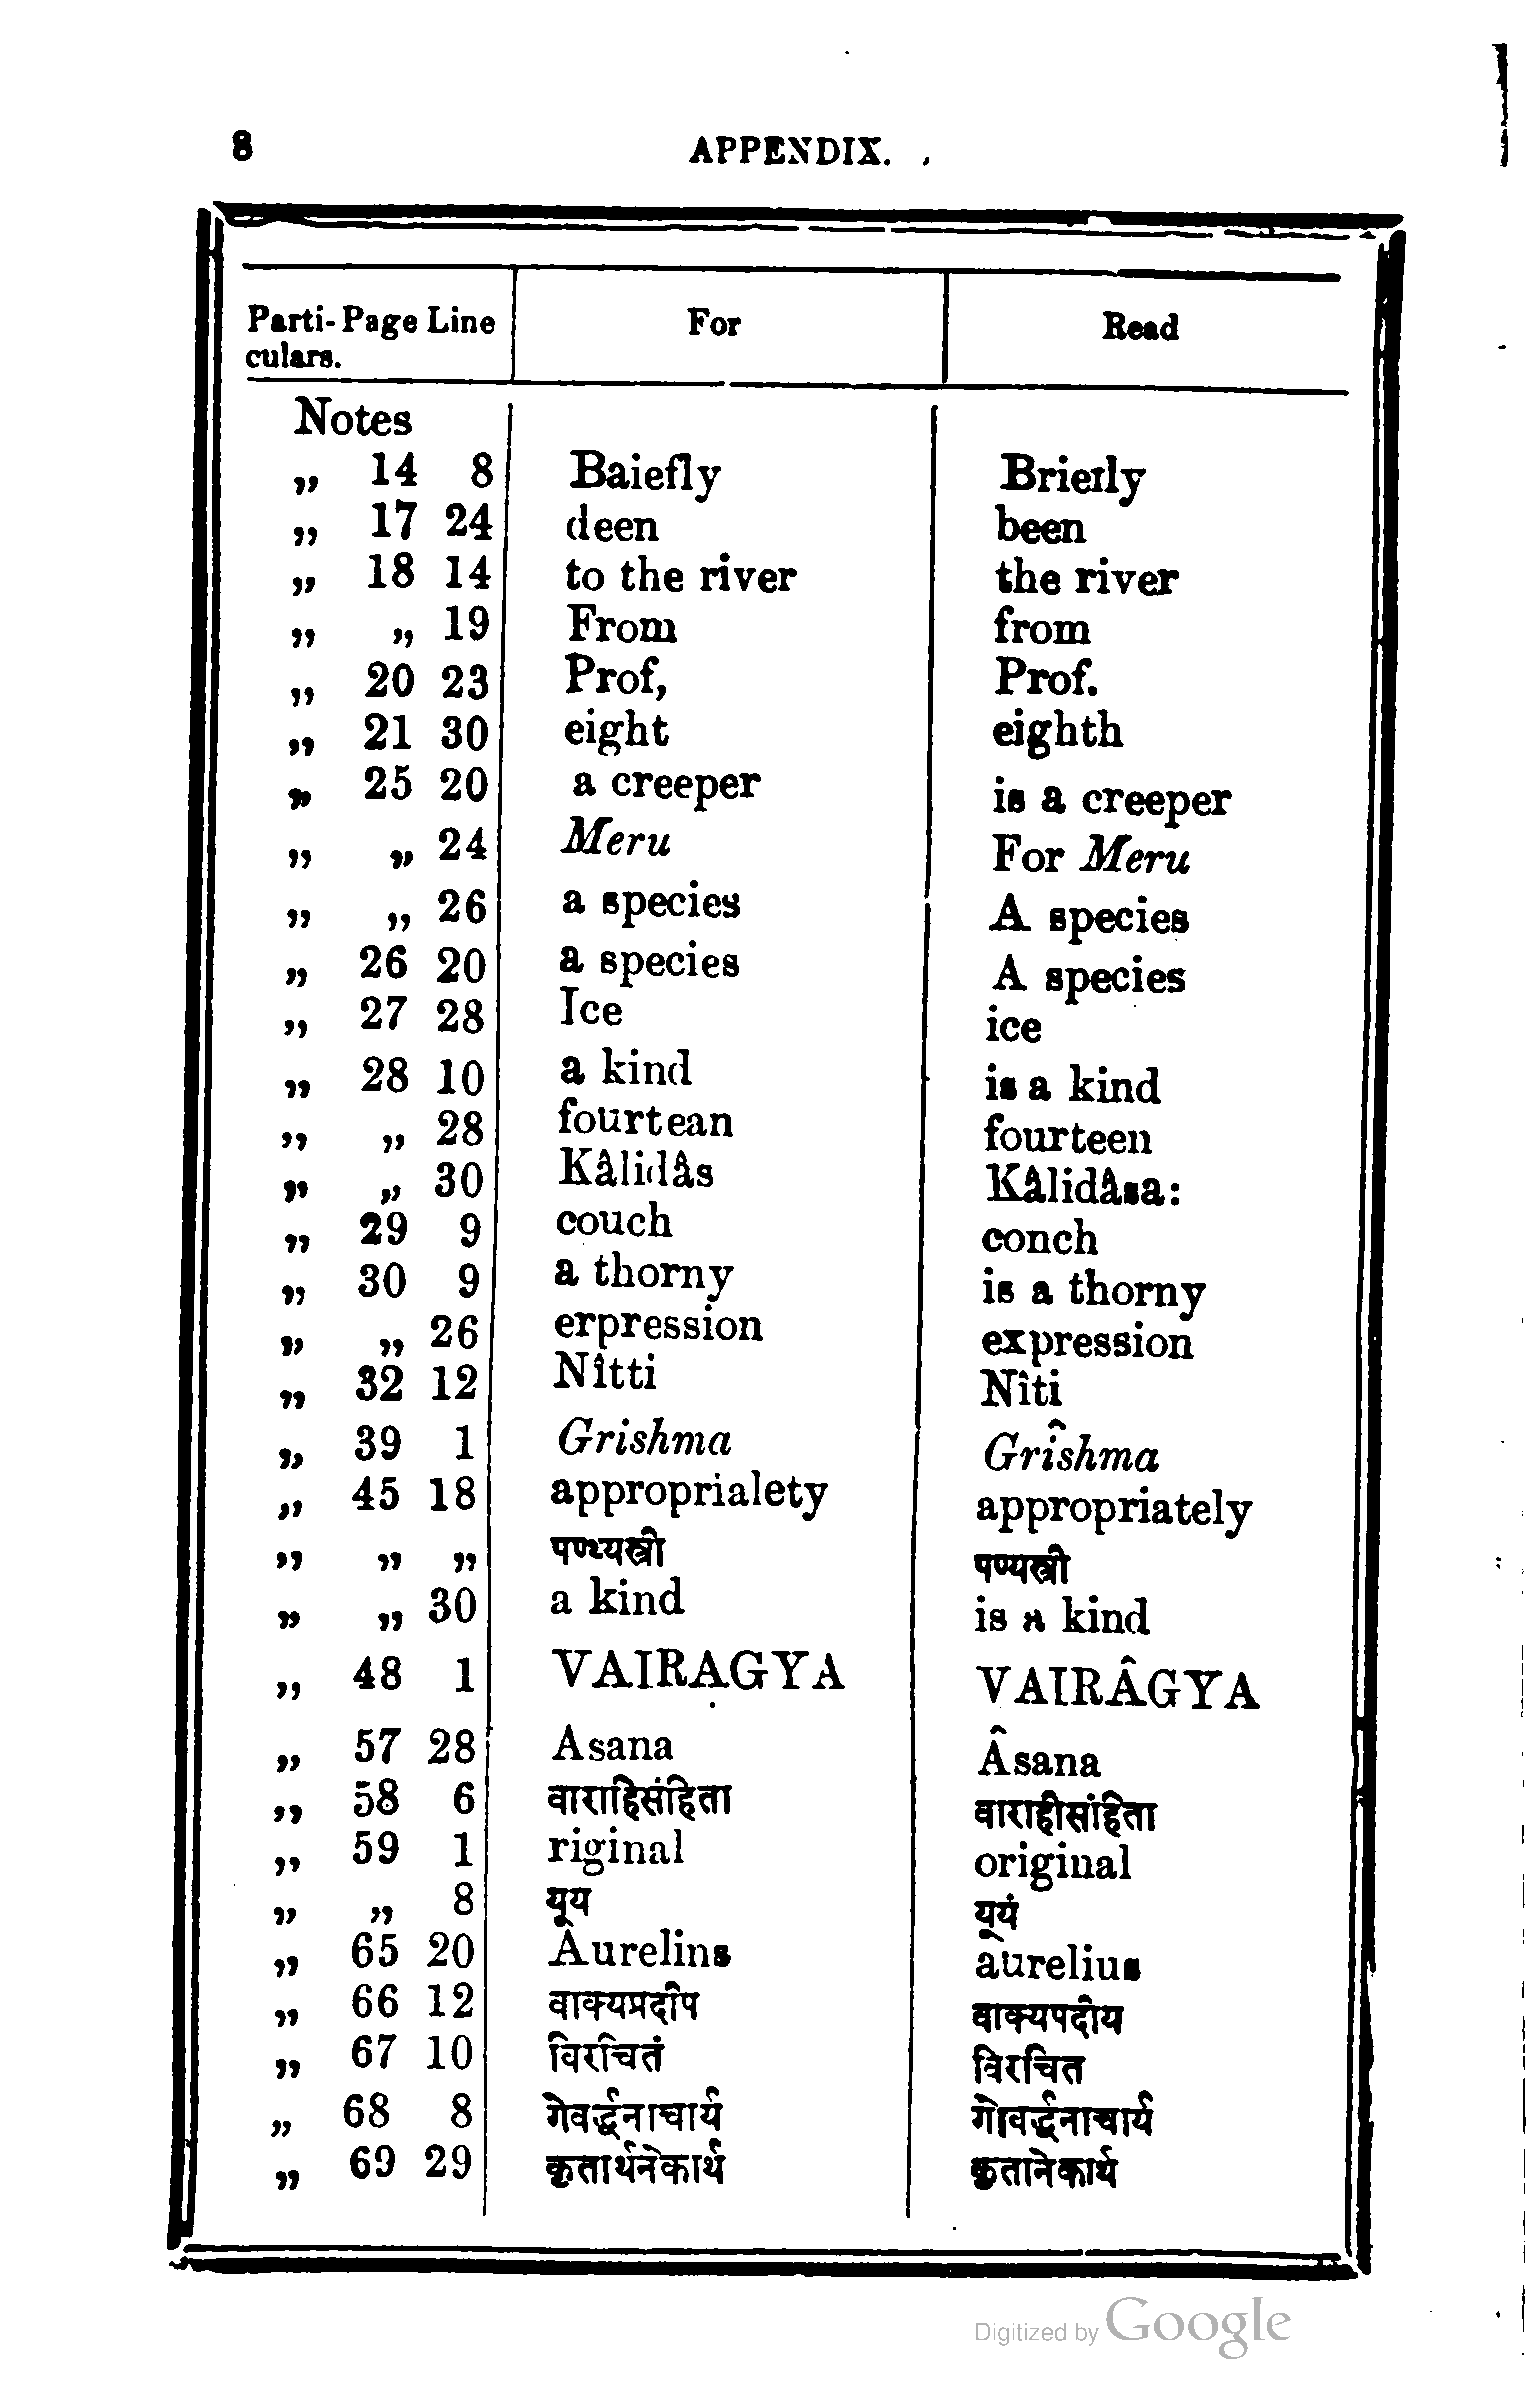 8 APPENDIX.
Parti- Page Line For Read
culars.
Notes
„ 14 8 Baiefly Briefly
„ 17 24 deen been
„ 18 14 to the river the river
„ „ 19 From from
„ 20 23 Prof, Prof.
„ 21 30 eight eighth
„ 25 20 a creeper is a creeper
„ „ 24 Meru For Meru
„ „ 26 a species A species
„ 26 20 a species A species
„ 27 28 Ice ice
„ 28 10 a kind is a kind
„ „ 28 fourtean fourteen
„ „ 30 Kâlidâs Kâlidâsa:
„ 29 9 couch conch
„ 30 9 a thorny is a thorny
„ „ 26 erpression expression
„ 32 12 Nîtti Nîti
„ 39 1 Grishma Grîshma
„ 45 18 approprialety appropriately
„ „ „ पण्थ्यस्त्री पण्यस्त्री
„ „ 30 a kind is a kind
„ 48 1 VAIRAGYA VAIRÂGYA
„ 57 28 Asana Âsana
„ 58 6 वाराहिसंहिता वाराहीसंहिता
„ 59 1 riginal original
„ „ 8 यूय यूयं
„ 65 20 Aurelins aurelius
„ 66 12 वाक्यप्रदीप वाक्यपदीय
„ 67 10 विरचितं विरचित
„ 68 8 गेवर्द्धनाचार्य गोवर्द्धनाचार्य
„ 69 29 कृतार्थनेकार्थ कृतानेकार्थ
Digitized by Google